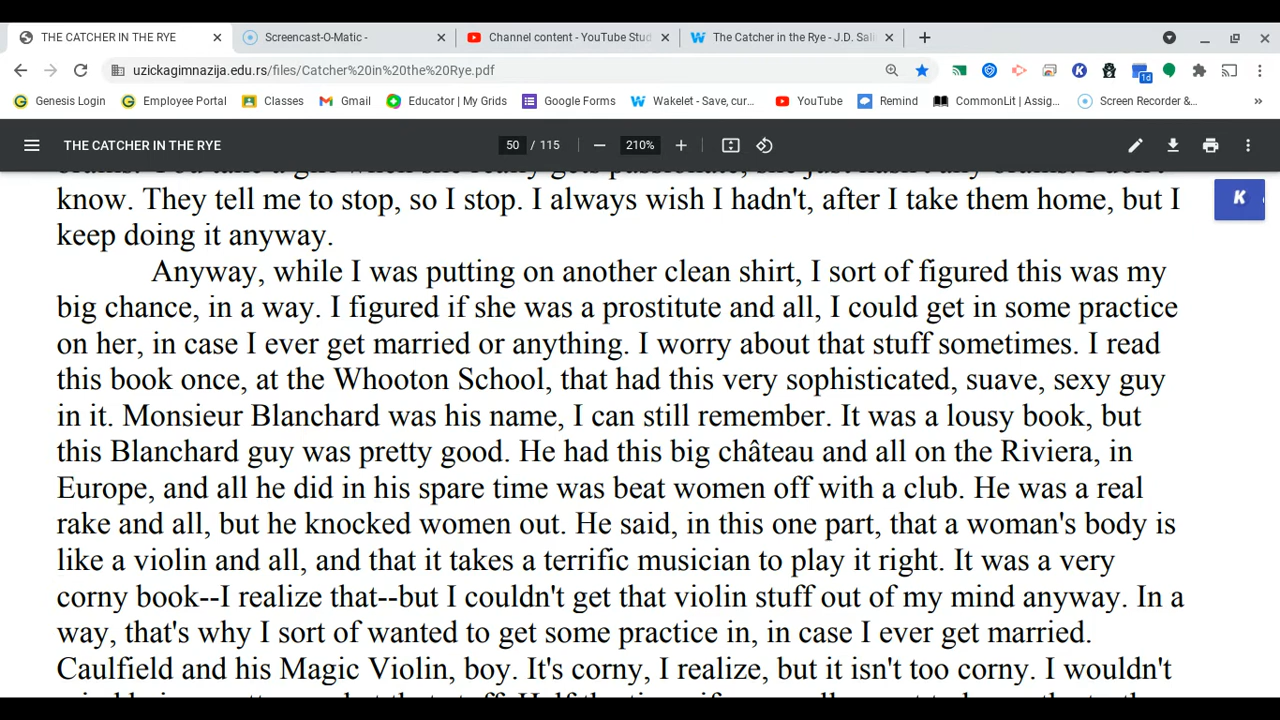 THE CATCHER IN THE RYE
Screencast-O-Matic -
Channel content - YouTube Stud
The Catcher in the Rye - J.D. Sali
uzickagimnazija.edu.rs/files/Catcher%20in%20the%20Rye.pdf
1d
Genesis Login
Employee Portal
Classes
Gmail
Educator | My Grids
Google Forms
Wakelet - Save, cur...
YouTube
Remind
CommonLit | Assig...
Screen Recorder &...
THE CATCHER IN THE RYE
50 / 115
210%
know. They tell me to stop, so I stop. I always wish I hadn't, after I take them home, but I
keep doing it anyway.
Anyway, while I was putting on another clean shirt, I sort of figured this was my
big chance, in a way. I figured if she was a prostitute and all, I could get in some practice
on her, in case I ever get married or anything. I worry about that stuff sometimes. I read
this book once, at the Whooton School, that had this very sophisticated, suave, sexy guy
in it. Monsieur Blanchard was his name, I can still remember. It was a lousy book, but
this Blanchard guy was pretty good. He had this big château and all on the Riviera, in
Europe, and all he did in his spare time was beat women off with a club. He was a real
rake and all, but he knocked women out. He said, in this one part, that a woman's body is
like a violin and all, and that it takes a terrific musician to play it right. It was a very
corny book--I realize that--but I couldn't get that violin stuff out of my mind anyway. In a
way, that's why I sort of wanted to get some practice in, in case I ever get married.
Caulfield and his Magic Violin, boy. It's corny, I realize, but it isn't too corny. I wouldn't